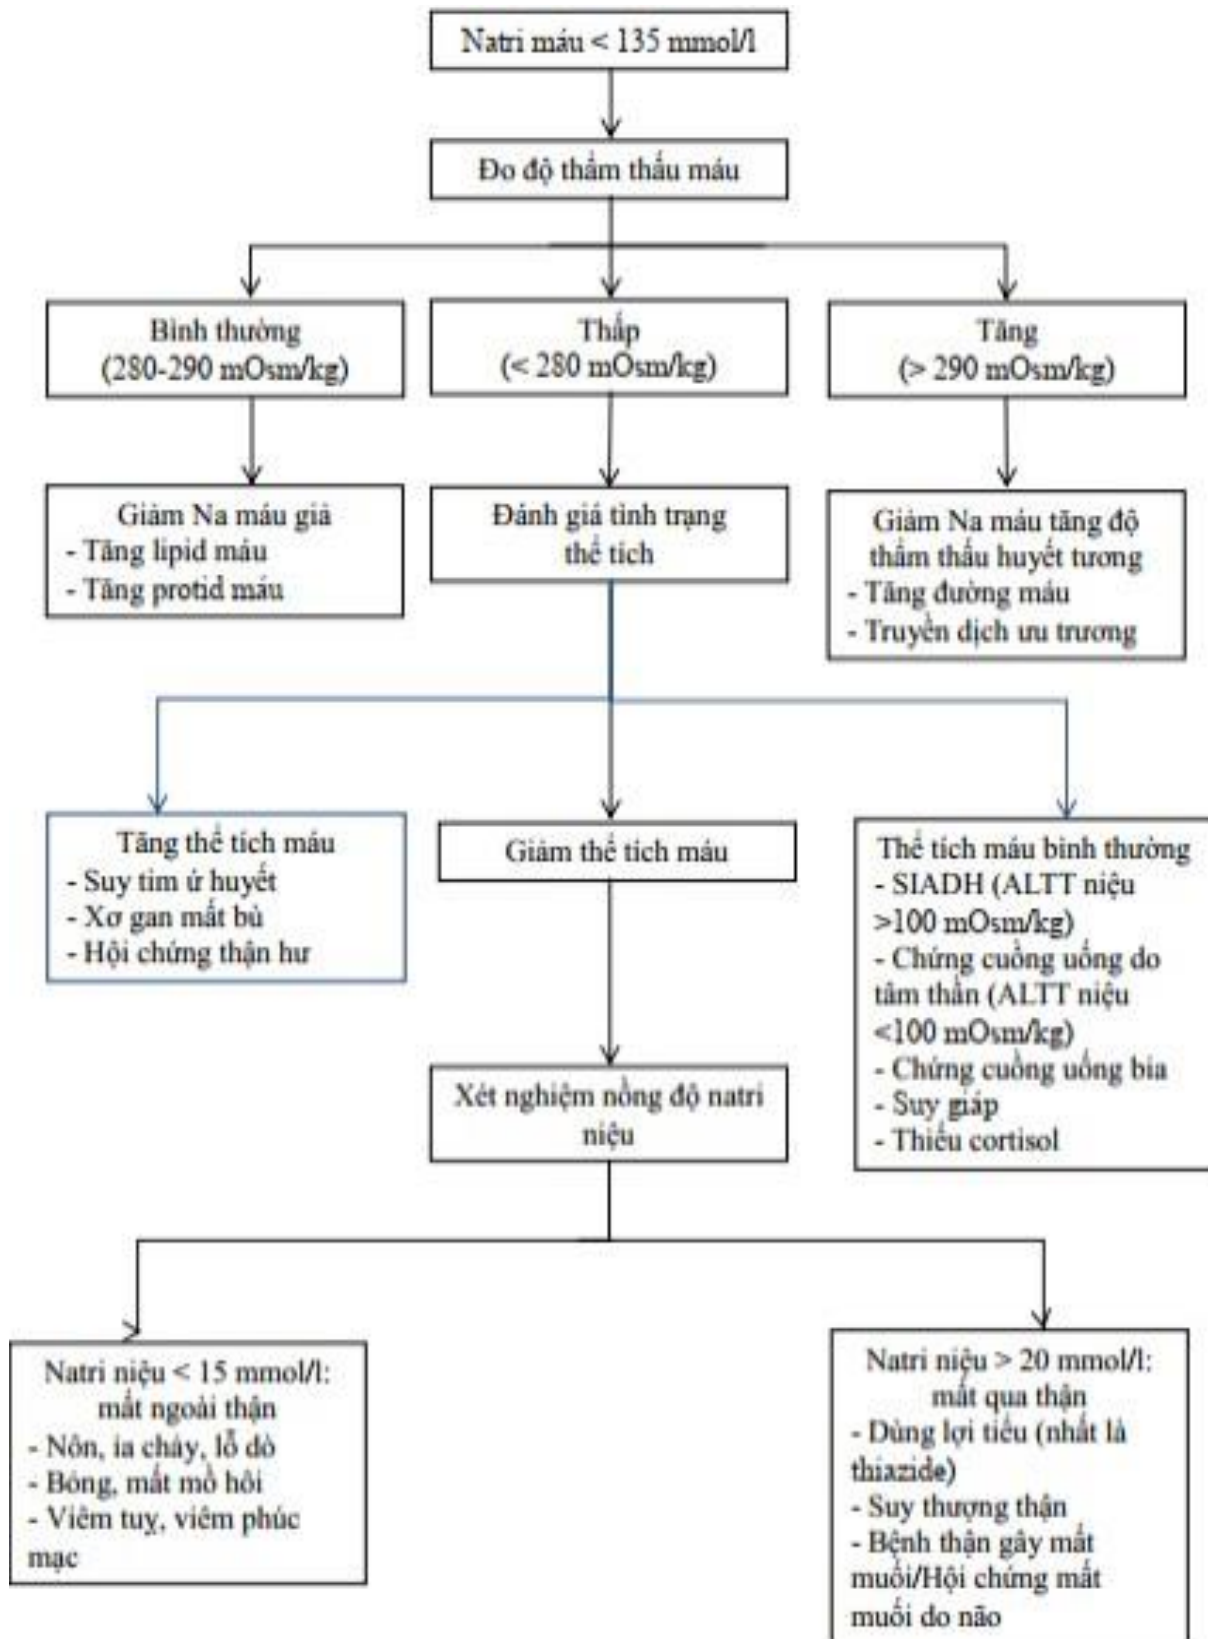 Natri máu < 135 mmol/l
Đo độ thẩm thấu máu
Bình thường
(280-290 mOsm/kg)
Thấp
(< 280 mOsm/kg)
Tăng
(> 290 mOsm/kg)
Giảm Na máu giả
- Tăng lipid máu
- Tăng protid máu
Đánh giá tình trạng
thể tích
Giảm Na máu tăng độ
thẩm thấu huyết tương
- Tăng đường máu
- Truyền dịch ưu trương
Tăng thể tích máu
- Suy tim ứ huyết
- Xơ gan mất bù
- Hội chứng thận hư
Giảm thể tích máu
Thể tích máu bình thường
- SIADH (ALTT niệu
>100 mOsm/kg)
- Chứng cuồng uống do
tâm thần (ALTT niệu
<100 mOsm/kg)
- Chứng cuồng uống bia
- Suy giáp
- Thiếu cortisol
Xét nghiệm nồng độ natri
niệu
Natri niệu < 15 mmol/l:
mất ngoài thận
- Nôn, ỉa chảy, lỗ dò
- Bỏng, mất mồ hôi
- Viêm tuỵ, viêm phúc
mạc
Natri niệu > 20 mmol/l:
mất qua thận
- Dùng lợi tiểu (nhất là
thiazide)
- Suy thượng thận
- Bệnh thận gây mất
muối/Hội chứng mất
muối do não